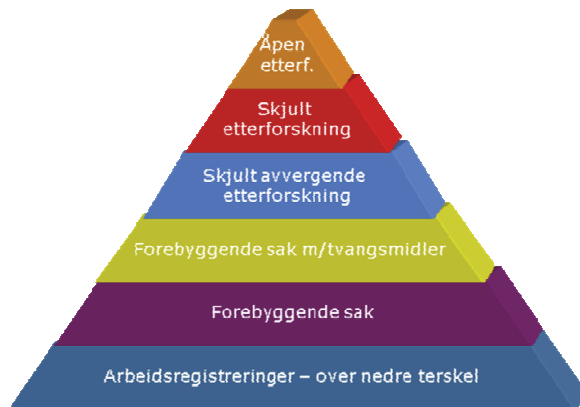 Åpen
etterf.
Skjult
etterforskning
Skjult avvergende
etterforskning
Forebyggende sak m/tvangsmidler
Forebyggende sak
Arbeidsregistreringer – over nedre terskel